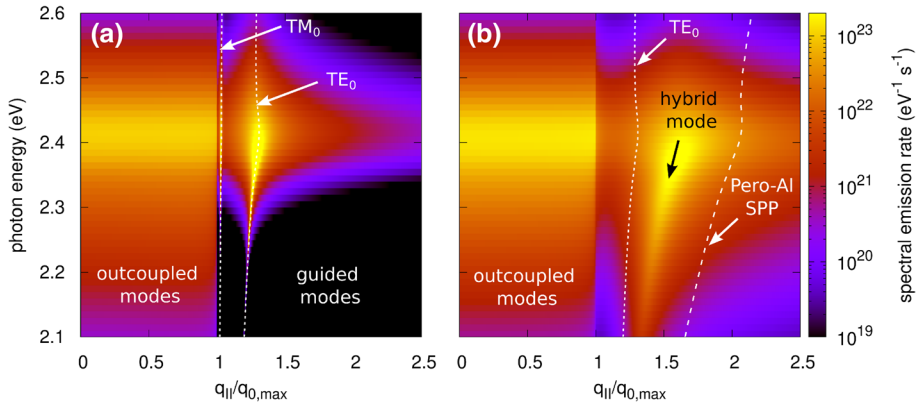 (a)
TM0
TE0
outcoupled
modes
guided
modes
photon energy (eV)
2.6
2.5
2.4
2.3
2.2
2.1
0
0.5
1
1.5
2
2.5
q||/q0,max
(b)
TE0
hybrid
mode
Pero-Al
SPP
outcoupled
modes
0
0.5
1
1.5
2
2.5
q||/q0,max
10^23
10^22
10^21
10^20
10^19
spectral emission rate (eV^-1 s^-1)